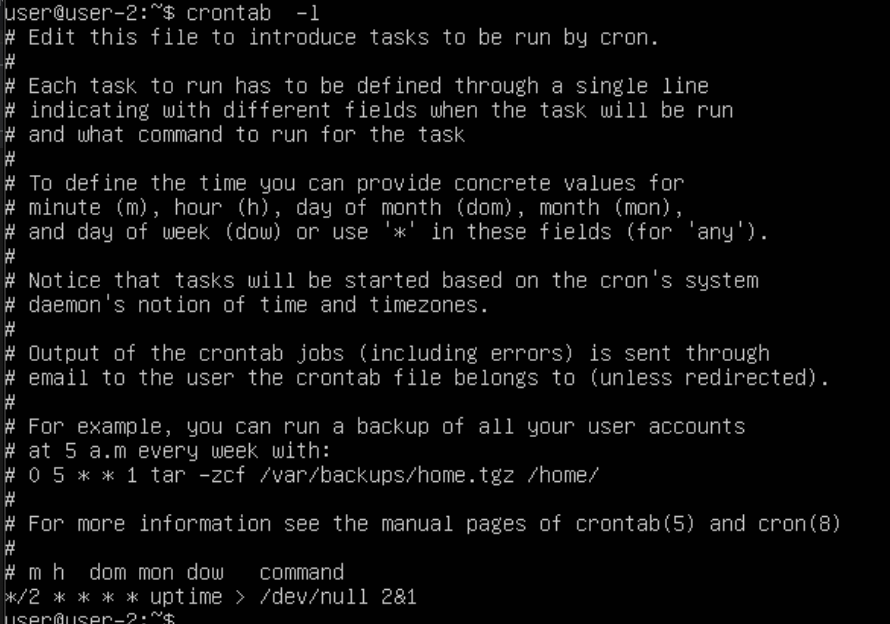 user@user-2:~$ crontab  -l
# Edit this file to introduce tasks to be run by cron.
#
# Each task to run has to be defined through a single line
# indicating with different fields when the task will be run
# and what command to run for the task
#
# To define the time you can provide concrete values for
# minute (m), hour (h), day of month (dom), month (mon),
# and day of week (dow) or use '*' in these fields (for 'any').
#
# Notice that tasks will be started based on the cron's system
# daemon's notion of time and timezones.
#
# Output of the crontab jobs (including errors) is sent through
# email to the user the crontab file belongs to (unless redirected).
#
# For example, you can run a backup of all your user accounts
# at 5 a.m every week with:
# 0 5 * * 1 tar -zcf /var/backups/home.tgz /home/
#
# For more information see the manual pages of crontab(5) and cron(8)
#
# m h  dom mon dow   command
*/2 * * * * uptime > /dev/null 2&1
user@user-2:~$